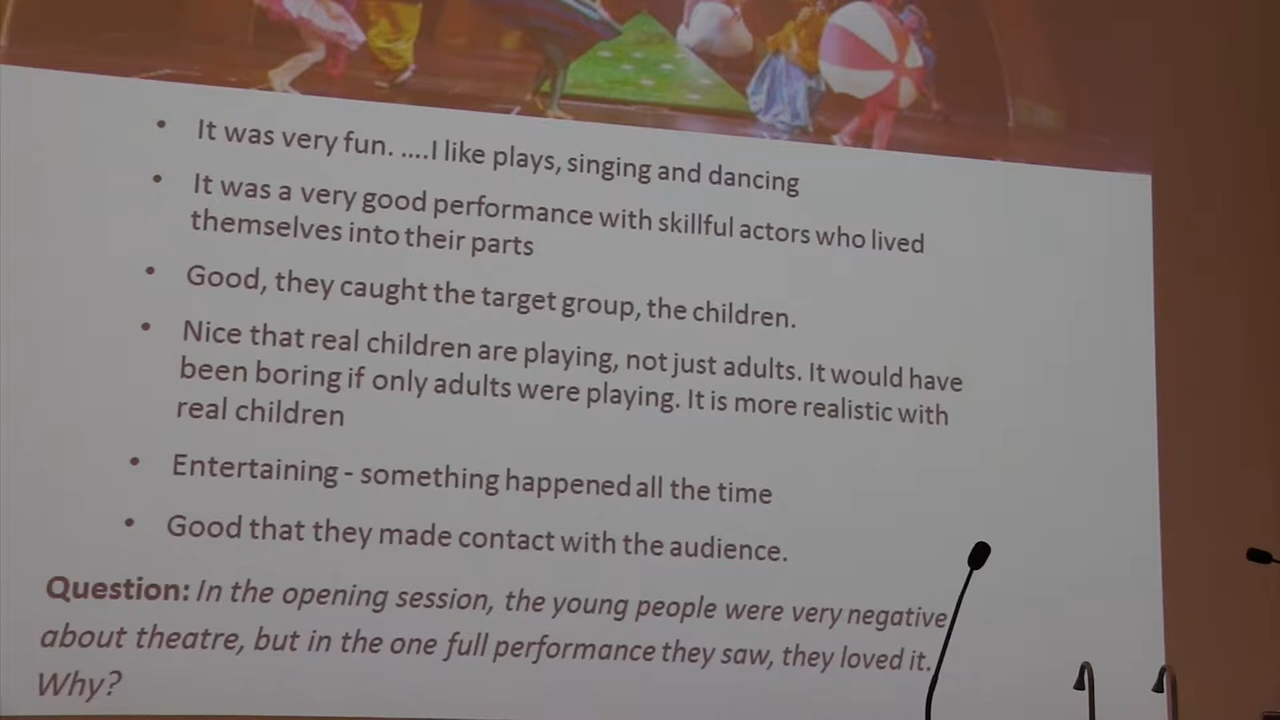 • It was very fun. ....I like plays, singing and dancing
• It was a very good performance with skillful actors who lived
themselves into their parts
• Good, they caught the target group, the children.
• Nice that real children are playing, not just adults. It would have
been boring if only adults were playing. It is more realistic with
real children
• Entertaining - something happened all the time
• Good that they made contact with the audience.
Question: In the opening session, the young people were very negative
about theatre, but in the one full performance they saw, they loved it.
Why?